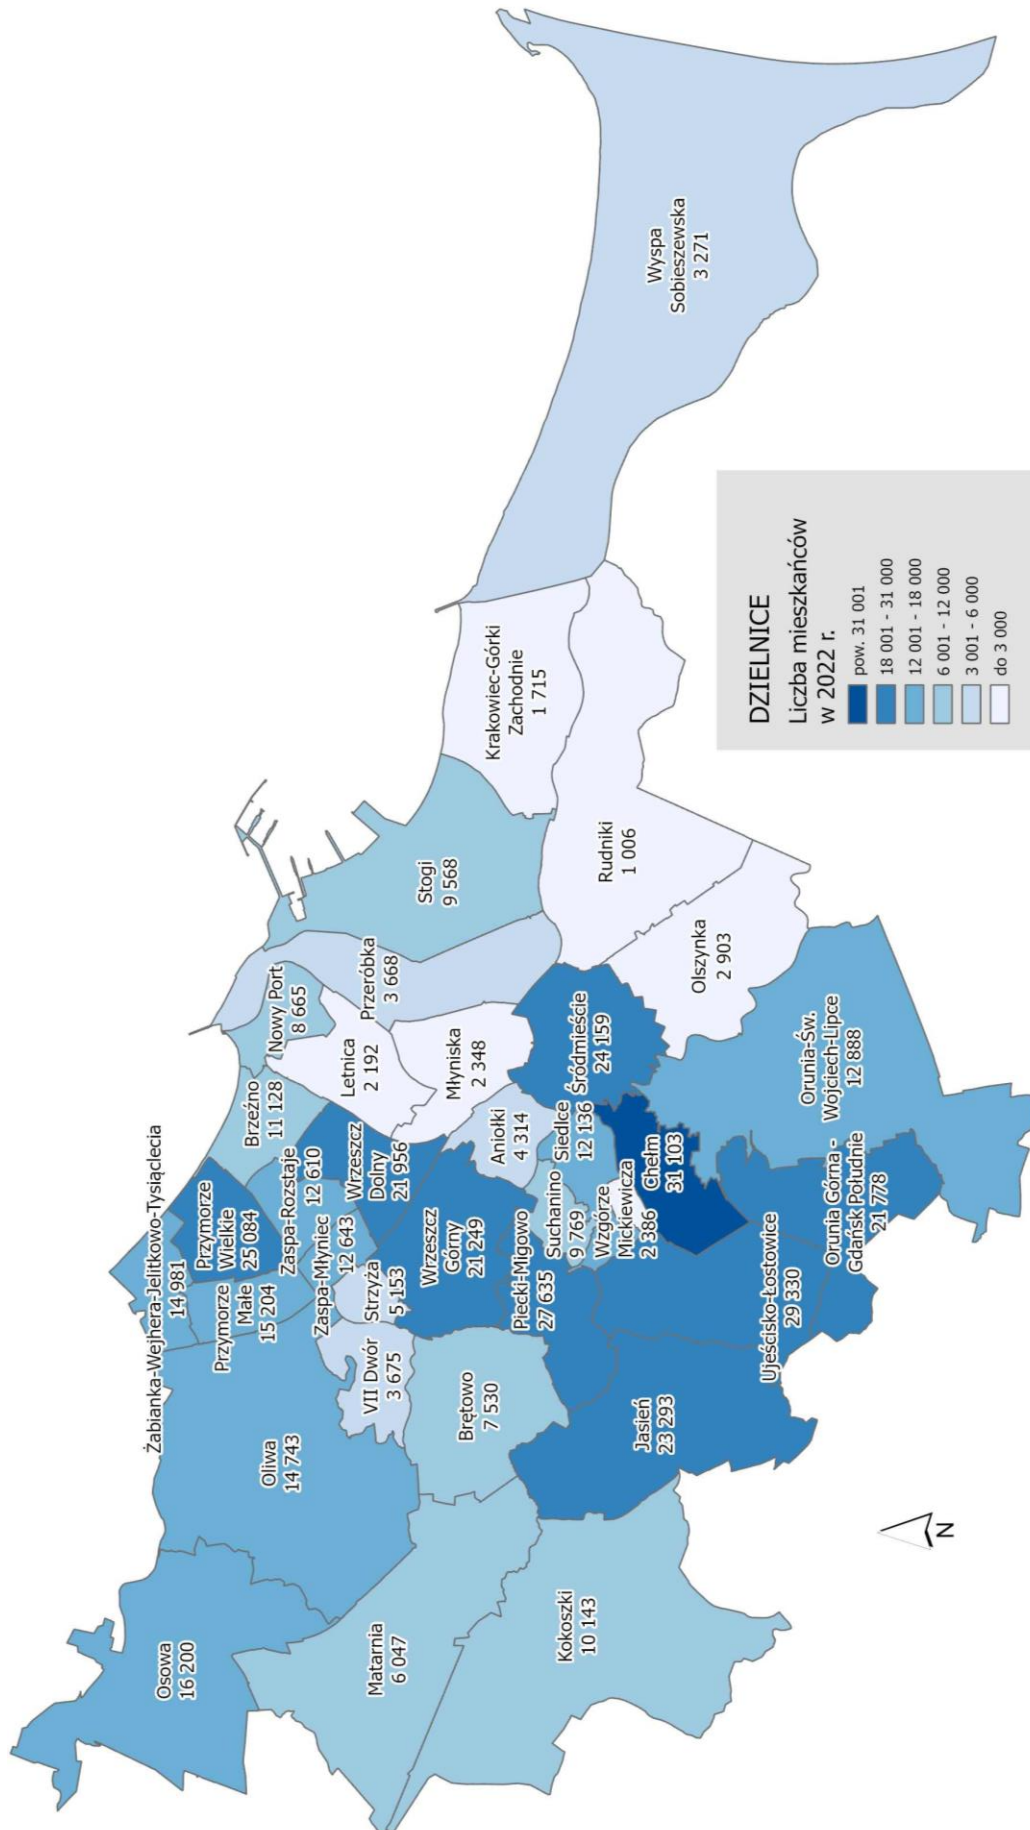 Żabianka-Wejhera-Jelitkowo-Tysiąclecia
14 981
Osowa
16 200
Oliwa
14 743
Przymorze
Wielkie
25 084
Przymorze
Małe
15 204
Brzeźno
11 128
Nowy Port
8 665
Zaspa-Rozstaje
12 610
Zaspa-Młyniec
12 643
Letnica
2 192
Przeróbka
3 668
Stogi
9 568
Wrzeszcz
Dolny
21 956
Strzyża
5 153
VII Dwór
3 675
Matarnia
6 047
Brętowo
7 530
Wrzeszcz
Górny
21 249
Młyniska
2 348
Aniołki
4 314
Krakowiec-Górki
Zachodnie
1 715
Wyspa
Sobieszewska
3 271
Kokoszki
10 143
Piecki-Migowo
27 635
Suchanino
9 769
Siedlce
12 136
Śródmieście
24 159
Rudniki
1 006
Wzgórze
Mickiewicza
2 386
Chełm
31 103
Jasień
23 293
Olszynka
2 903
Ujeścisko-Łostowice
29 330
Orunia Górna -
Gdańsk Południe
21 778
Orunia-Św.
Wojciech-Lipce
12 888
N
DZIELNICE
Liczba mieszkańców
w 2022 r.
pow. 31 001
18 001 - 31 000
12 001 - 18 000
6 001 - 12 000
3 001 - 6 000
do 3 000